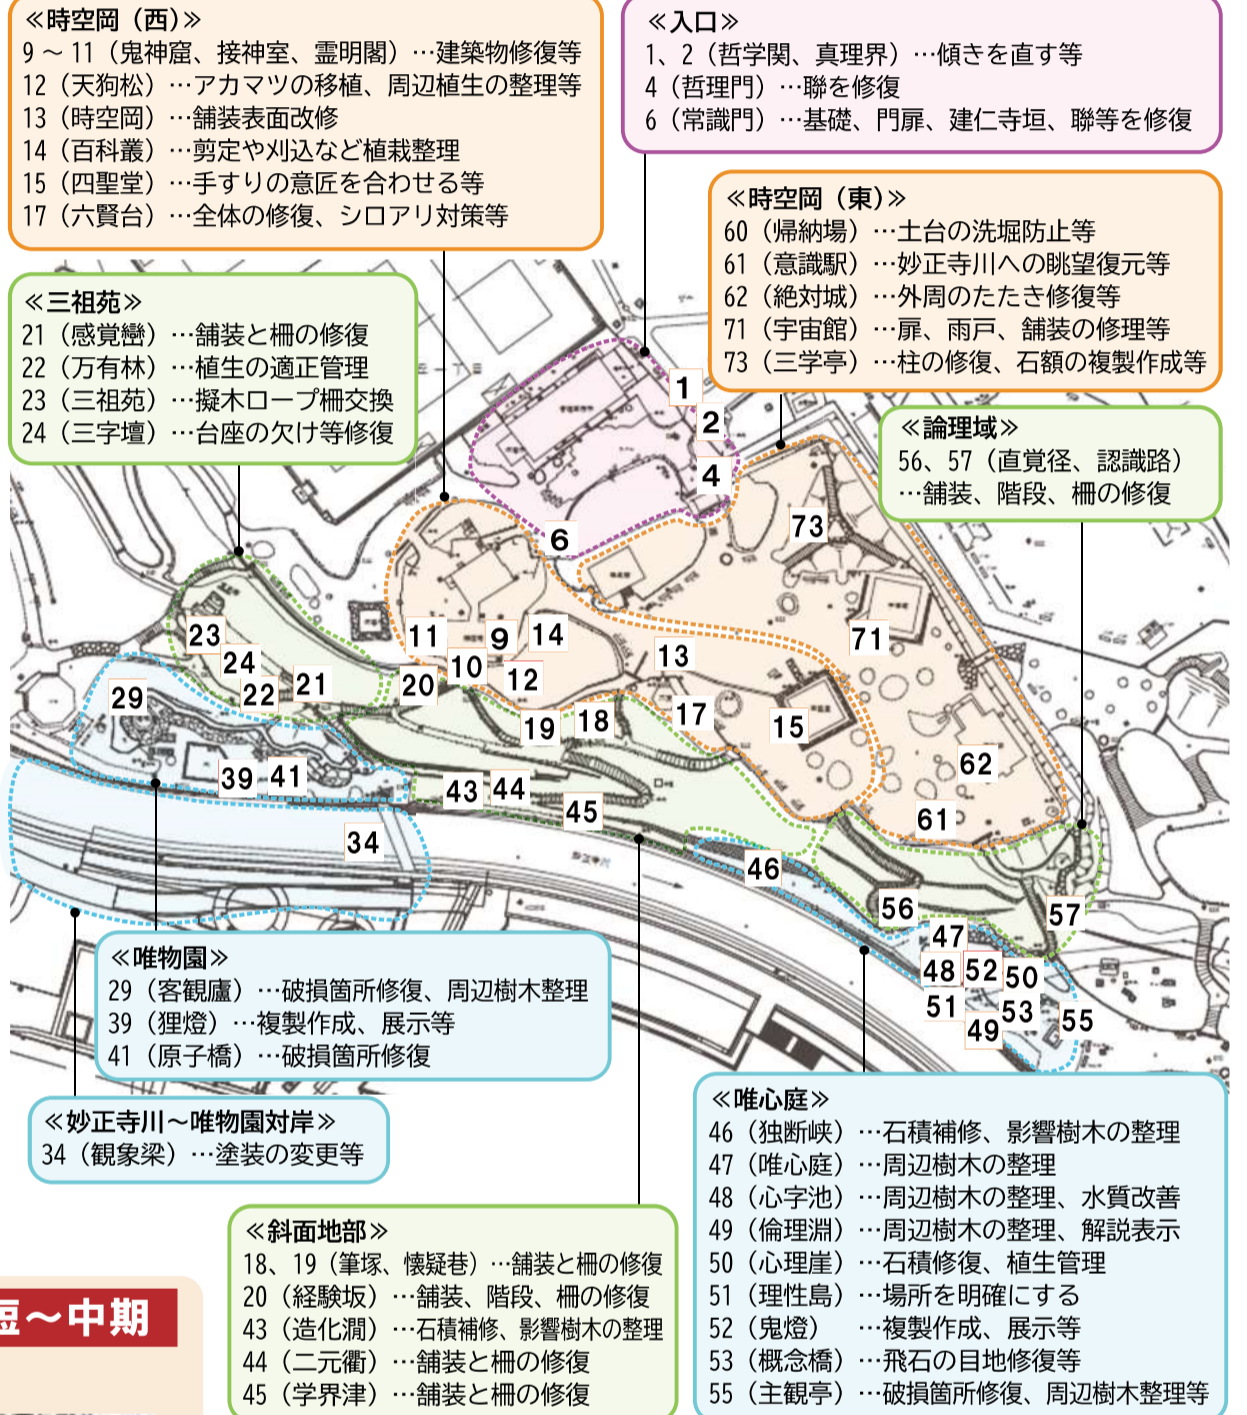 ≪時空岡（西）≫
9～11（鬼神窟、接神室、霊明閣）…建築物修復等
12（天狗松）…アカマツの移植、周辺植生の整理等
13（時空岡）…舗装表面改修
14（百科叢）…剪定や刈込など植栽整理
15（四聖堂）…手すりの意匠を合わせる等
17（六賢台）…全体の修復、シロアリ対策等
≪入口≫
1、2（哲学関、真理界）…傾きを直す等
4（哲理門）…聯を修復
6（常識門）…基礎、門扉、建仁寺垣、聯等を修復
≪時空岡（東）≫
60（帰納場）…土台の洗堀防止等
61（意識駅）…妙正寺川への眺望復元等
62（絶対城）…外周のたたき修復等
71（宇宙館）…扉、雨戸、舗装の修理等
73（三学亭）…柱の修復、石額の複製作成等
≪三祖苑≫
21（感覚巒）…舗装と柵の修復
22（万有林）…植生の適正管理
23（三祖苑）…擬木ロープ柵交換
24（三字壇）…台座の欠け等修復
≪論理域≫
56、57（直覚径、認識路）
…舗装、階段、柵の修復
1
2
4
6
73
71
11
9
14
10
12
13
23
24
22
21
20
29
19
18
17
15
62
39
41
43
44
45
61
34
46
56
57
47
48
52
50
51
53
49
55
≪唯物園≫
29（客観廬）…破損箇所修復、周辺樹木整理
39（狸燈）…複製作成、展示等
41（原子橋）…破損箇所修復
≪妙正寺川～唯物園対岸≫
34（観象梁）…塗装の変更等
≪斜面地部≫
18、19（筆塚、懐疑巷）…舗装と柵の修復
20（経験坂）…舗装、階段、柵の修復
43（造化澗）…石積補修、影響樹木の整理
44（二元衢）…舗装と柵の修復
45（学界津）…舗装と柵の修復
≪唯心庭≫
46（独断峡）…石積補修、影響樹木の整理
47（唯心庭）…周辺樹木の整理
48（心字池）…周辺樹木の整理、水質改善
49（倫理淵）…周辺樹木の整理、解説表示
50（心理崖）…石積修復、植生管理
51（理性島）…場所を明確にする
52（鬼燈）　…複製作成、展示等
53（概念橋）…飛石の目地修復等
55（主観亭）…破損箇所修復、周辺樹木整理等
短～中期